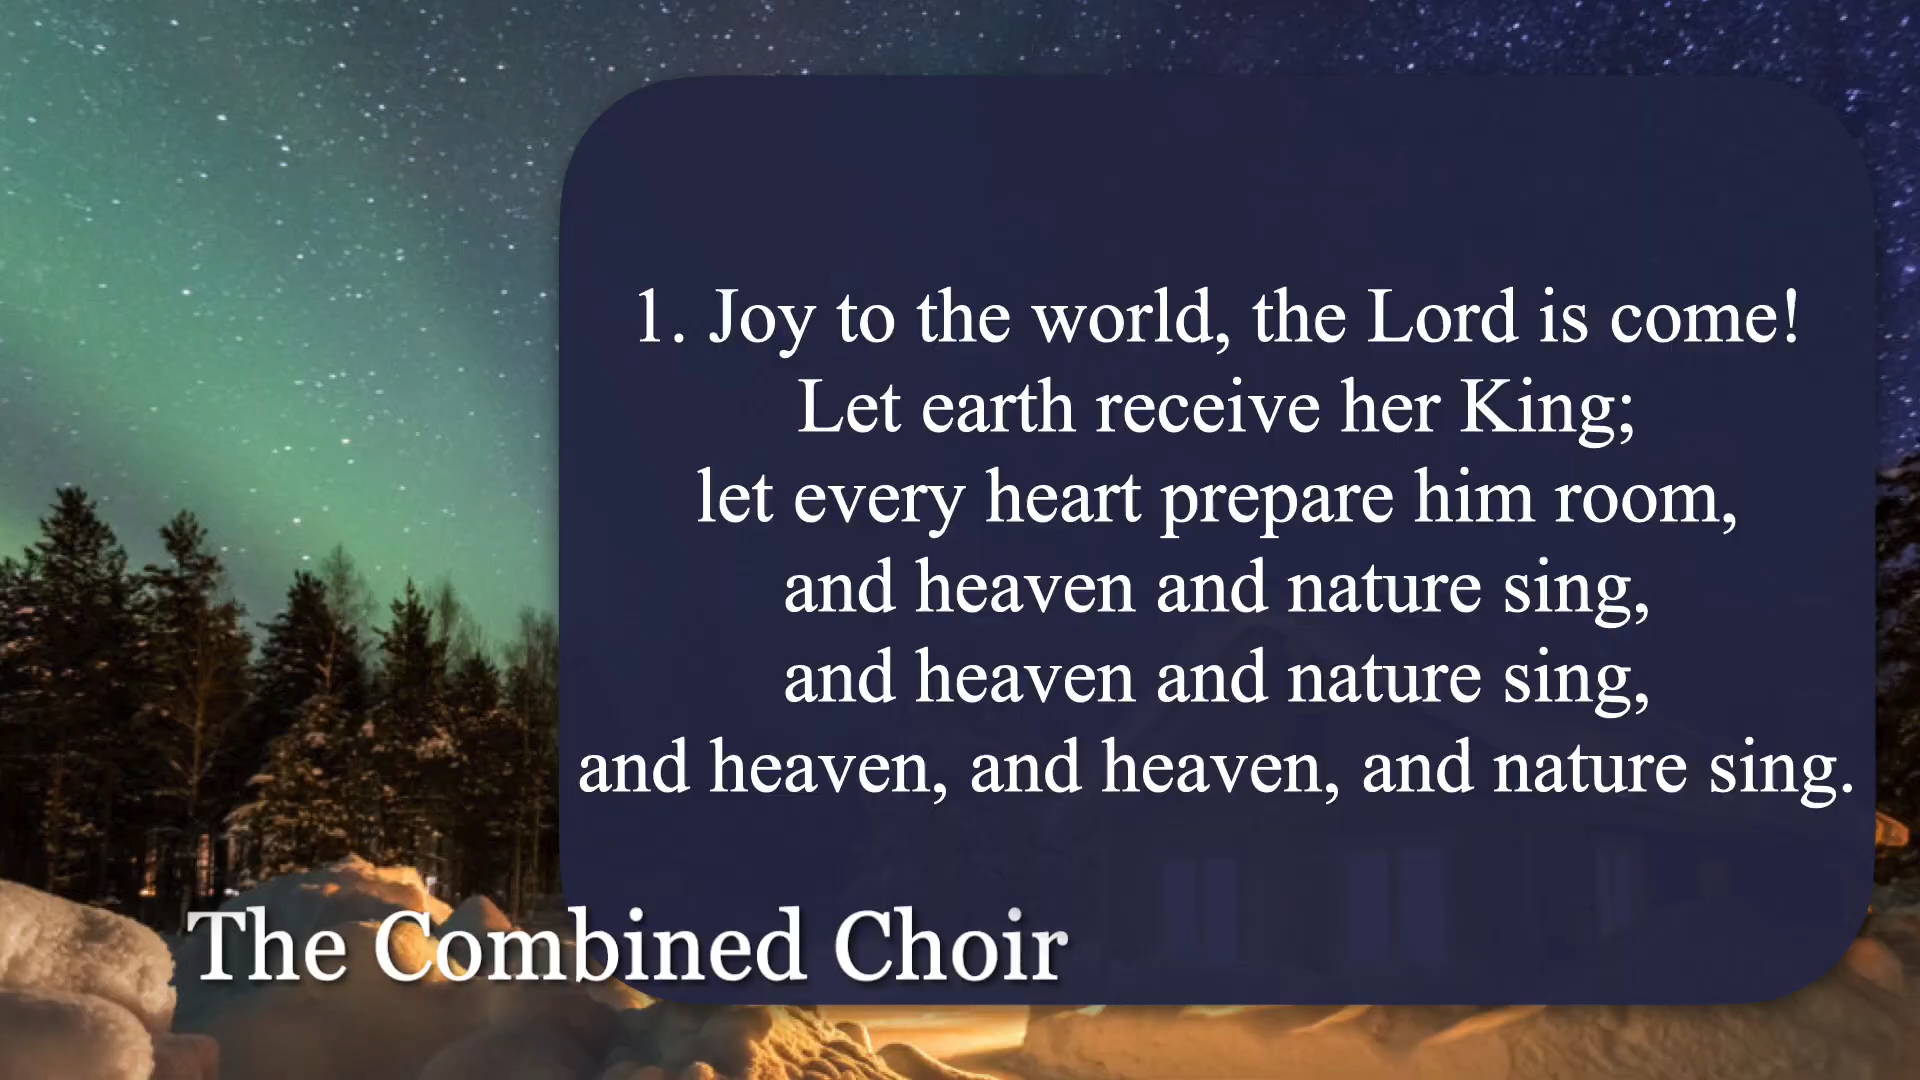 1. Joy to the world, the Lord is come!
Let earth receive her King;
let every heart prepare him room,
and heaven and nature sing,
and heaven and nature sing,
and heaven, and heaven, and nature sing.
The Combined Choir